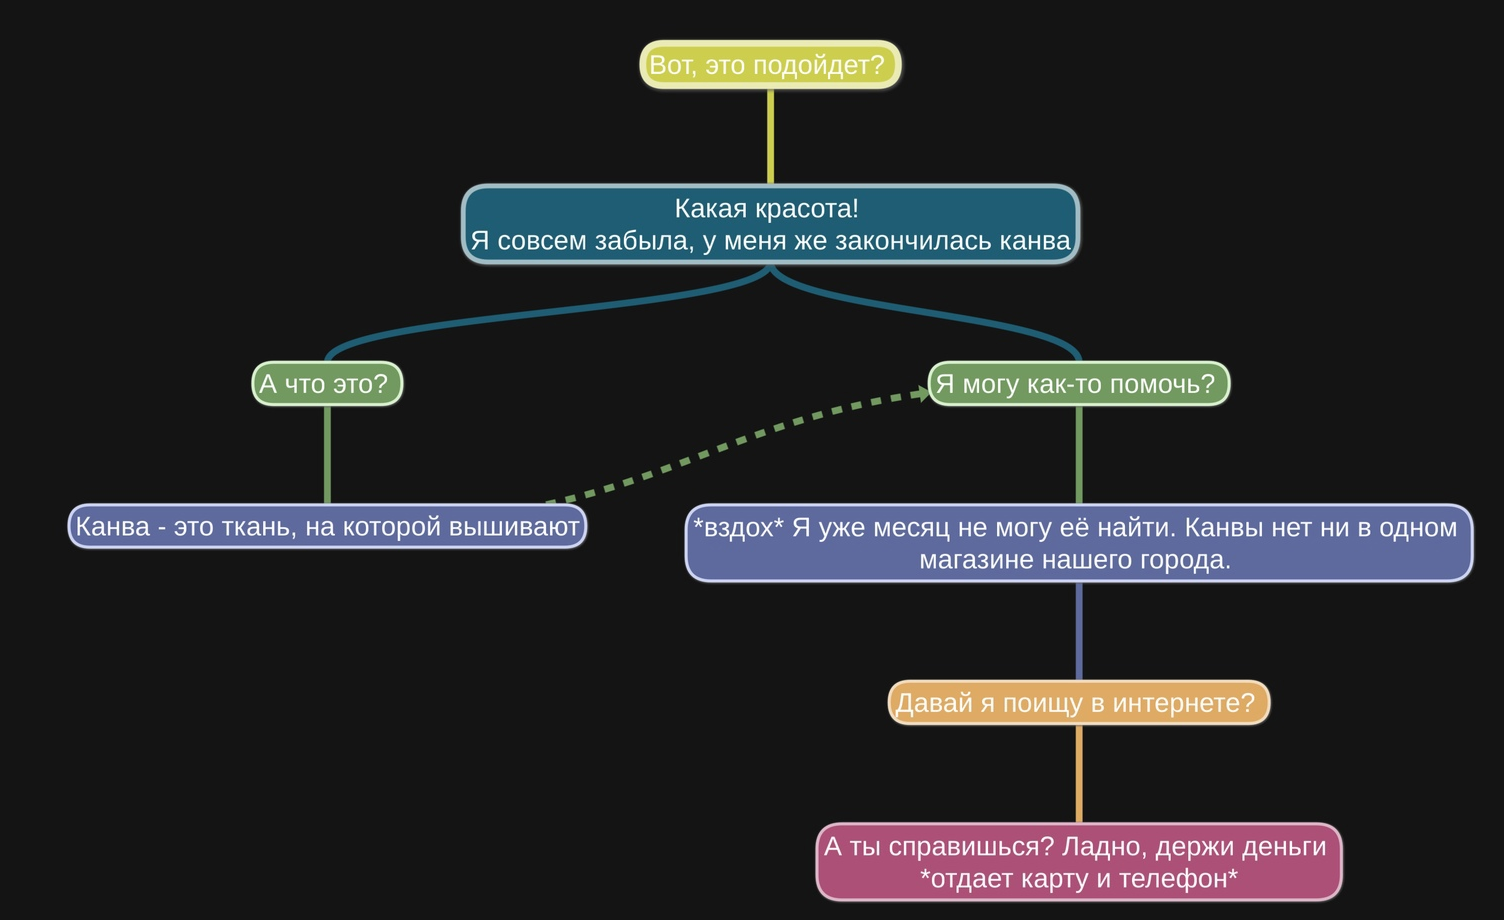 Вот, это подойдет?
Какая красота!
Я совсем забыла, у меня же закончилась канва
А что это?
Я могу как-то помочь?
Канва - это ткань, на которой вышивают
*вздох* Я уже месяц не могу её найти. Канвы нет ни в одном
магазине нашего города.
Давай я поищу в интернете?
А ты справишься? Ладно, держи деньги
*отдает карту и телефон*